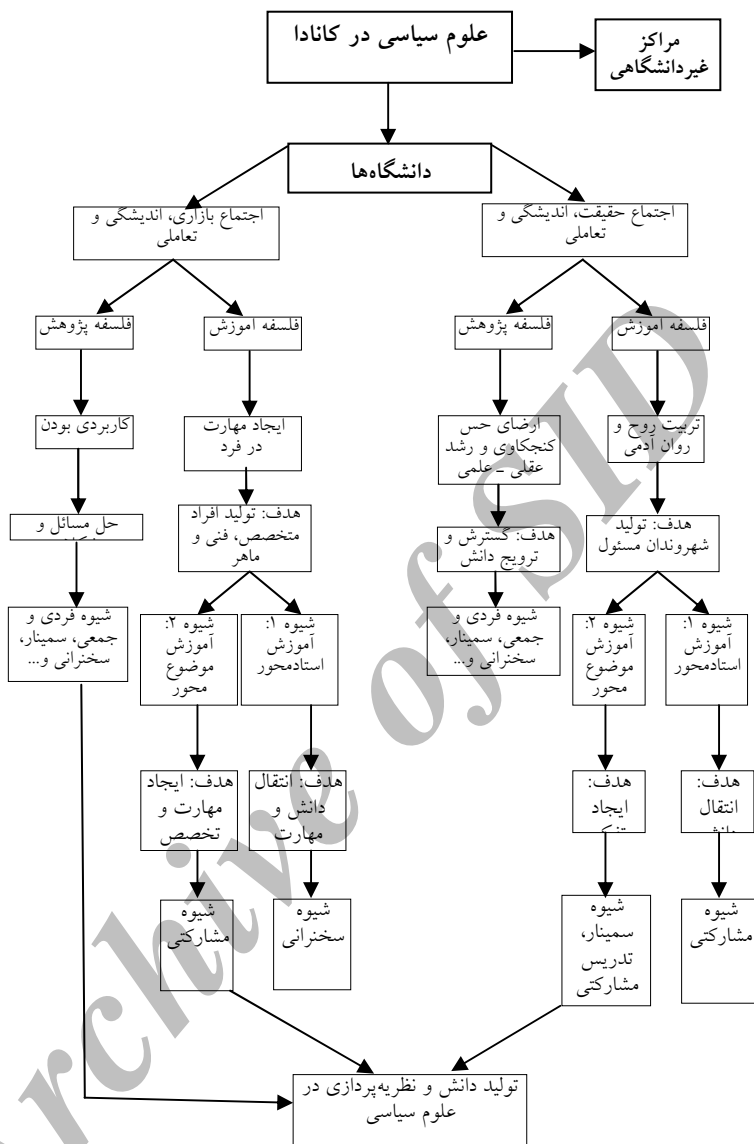 علوم سیاسی در کانادا
مراکز
غیردانشگاهی
دانشگاه‌ها
اجتماع حقیقت، اندیشگی و
تعاملی
اجتماع بازاری، اندیشگی و
تعاملی
فلسفه آموزش
فلسفه پژوهش
فلسفه آموزش
فلسفه پژوهش
تربیت روح و
روان آدمی
ارضای حس
کنجکاوی و رشد
عقلی ـ علمی
ایجاد مهارت
در فرد
کاربردی بودن
هدف: تولید
شهروندان مسئول
هدف: گسترش و
ترویج دانش
هدف: تولید افراد
متخصص، فنی و
ماهر
حل مسائل و
شیوه ۱:
آموزش
استادمحور
شیوه ۲:
آموزش
موضوع
محور
شیوه فردی و
جمعی، سمینار،
سخنرانی و...
شیوه ۱:
آموزش
استادمحور
شیوه ۲:
آموزش
موضوع
محور
شیوه فردی و
جمعی، سمینار،
سخنرانی و...
هدف:
انتقال
هدف:
ایجاد
هدف: انتقال
دانش و
مهارت
هدف: ایجاد
مهارت و
تخصص
شیوه
مشارکتی
شیوه
سمینار،
تدریس
مشارکتی
شیوه
سخنرانی
شیوه
مشارکتی
تولید دانش و نظریه‌پردازی در
علوم سیاسی
Archive of SID